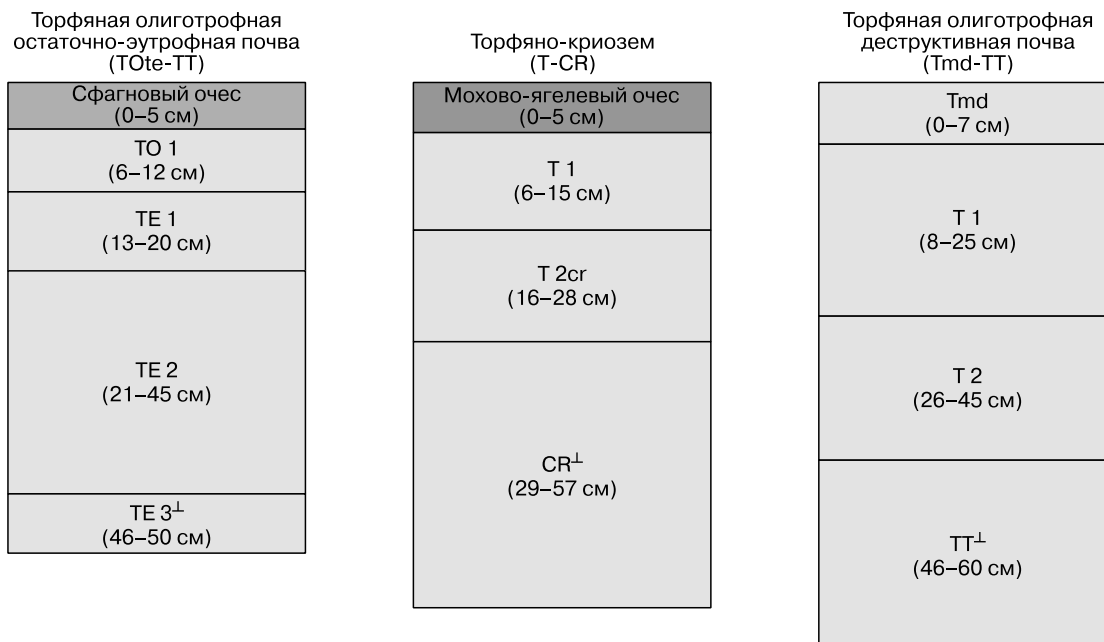 Торфяная олиготрофная
остаточно-эутрофная почва
(TOte-TT)
Сфагновый очес
(0–5 см)
TO 1
(6–12 см)
TE 1
(13–20 см)
TE 2
(21–45 см)
TE 3⊥
(46–50 см)
Торфяно-криозем
(T-CR)
Мохово-ягелевый очес
(0–5 см)
T 1
(6–15 см)
T 2cr
(16–28 см)
CR⊥
(29–57 см)
Торфяная олиготрофная
деструктивная почва
(Tmd-TT)
Tmd
(0–7 см)
T 1
(8–25 см)
T 2
(26–45 см)
TT⊥
(46–60 см)